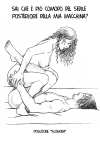 SAI CHE È PIÙ COMODO DEL SEDILE
POSTERIORE DELLA MIA MACCHINA?
POSIZIONE